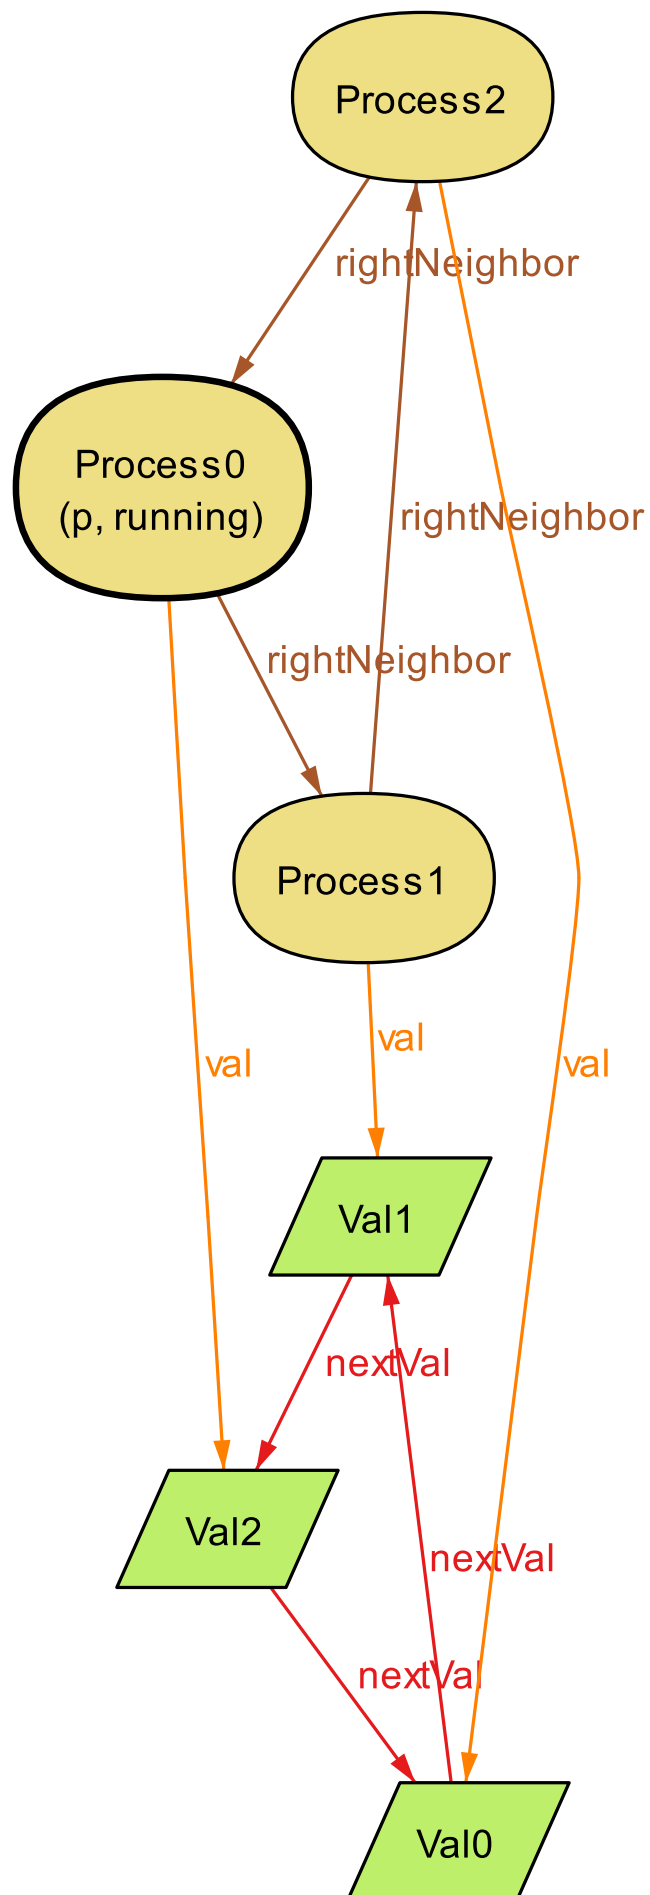 Process2
rightNeighbor
Process0
(p, running)
rightNeighbor
rightNeighbor
Process1
val
val
val
Val1
nextVal
Val2
nextVal
nextVal
Val0